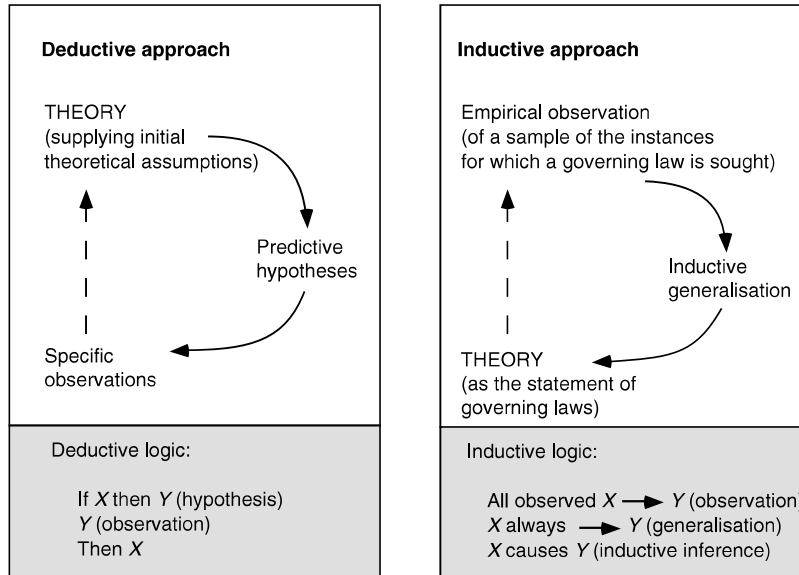 Deductive approach
THEORY
(supplying initial
theoretical assumptions)
Predictive
hypotheses
Specific
observations
Deductive logic:
If X then Y (hypothesis)
Y (observation)
Then X
Inductive approach
Empirical observation
(of a sample of the instances
for which a governing law is sought)
Inductive
generalisation
THEORY
(as the statement of
governing laws)
Inductive logic:
All observed X → Y (observation)
X always → Y (generalisation)
X causes Y (inductive inference)